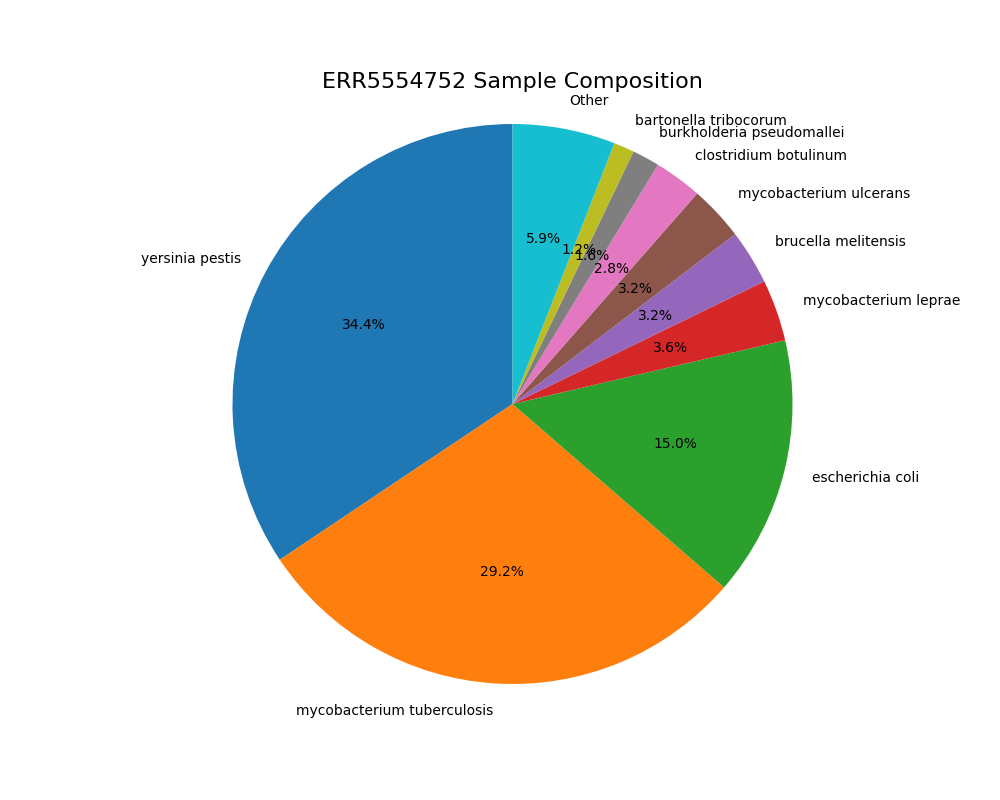 ERR5554752 Sample Composition
Other
bartonella tribocorum
burkholderia pseudomallei
clostridium botulinum
mycobacterium ulcerans
brucella melitensis
yersinia pestis
mycobacterium leprae
5.9%
1.2%
1.6%
2.8%
3.2%
3.2%
34.4%
3.6%
15.0%
escherichia coli
29.2%
mycobacterium tuberculosis